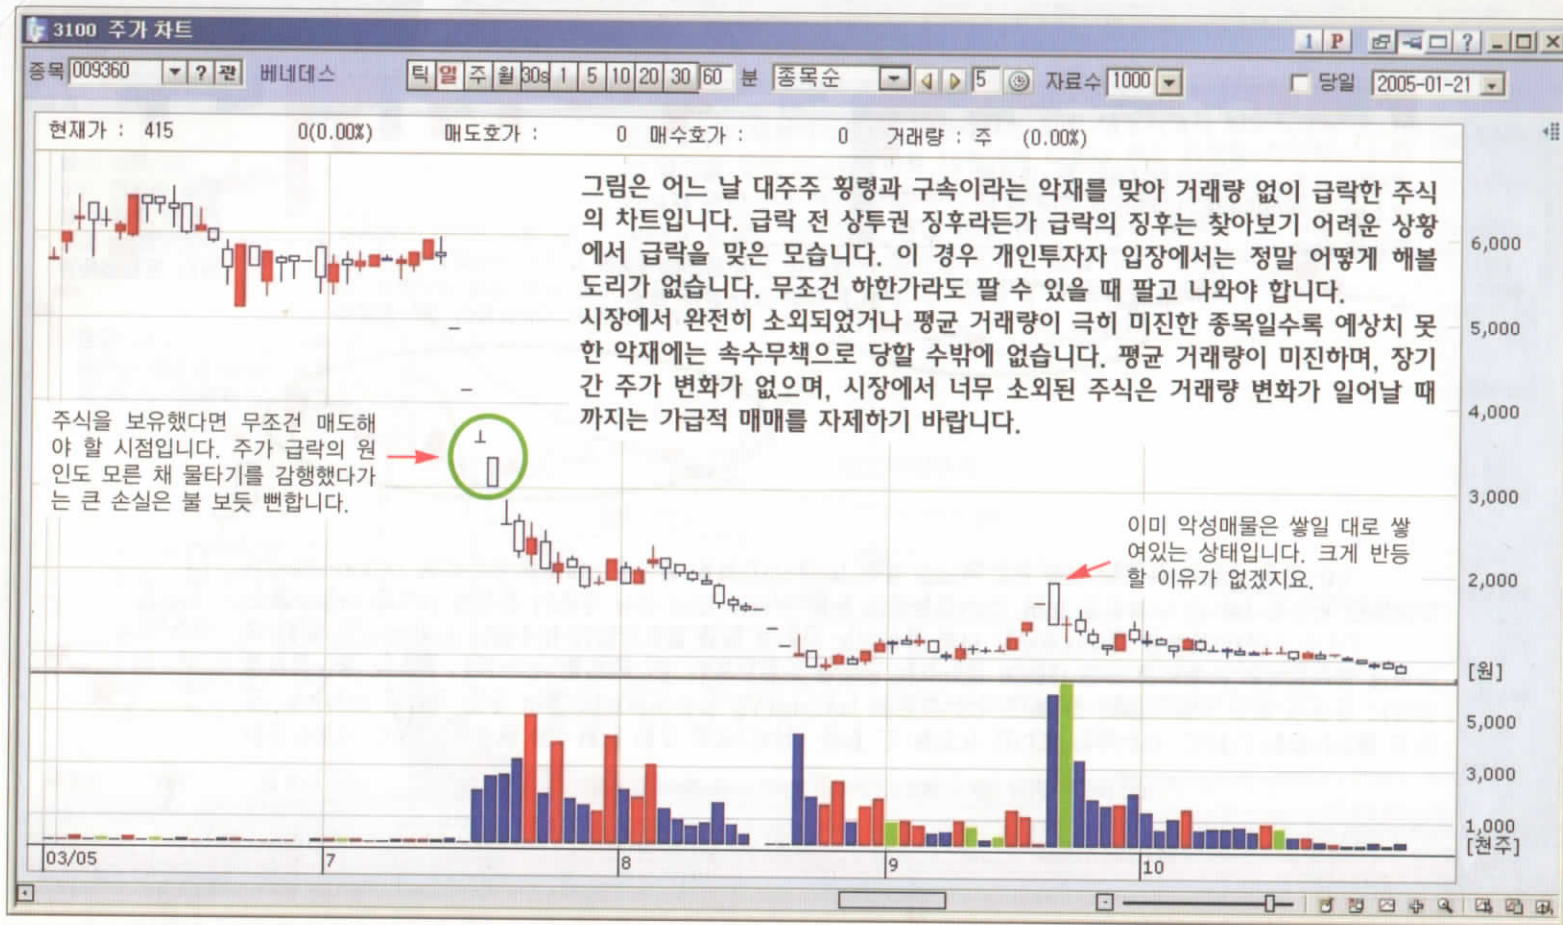 3100 주가 차트
1 P ?
종목 009360 ? 관 베네데스 틱 일 주 월 30s 1 5 10 20 30 60 분 종목순 5 자료수 1000 당일 2005-01-21
현재가 : 415 0(0.00%) 매도호가 : 0 매수호가 : 0 거래량 : 주 (0.00%)
그림은 어느 날 대주주 횡령과 구속이라는 악재를 맞아 거래량 없이 급락한 주식
의 차트입니다. 급락 전 상투권 징후라든가 급락의 징후는 찾아보기 어려운 상황
에서 급락을 맞은 모습니다. 이 경우 개인투자자 입장에서는 정말 어떻게 해볼
도리가 없습니다. 무조건 하한가라도 팔 수 있을 때 팔고 나와야 합니다.
시장에서 완전히 소외되었거나 평균 거래량이 극히 미진한 종목일수록 예상치 못
한 악재에는 속수무책으로 당할 수밖에 없습니다. 평균 거래량이 미진하며, 장기
간 주가 변화가 없으며, 시장에서 너무 소외된 주식은 거래량 변화가 일어날 때
까지는 가급적 매매를 자제하기 바랍니다.
주식을 보유했다면 무조건 매도해
야 할 시점입니다. 주가 급락의 원
인도 모른 채 물타기를 감행했다가
는 큰 손실은 불 보듯 뻔합니다.
이미 악성매물은 쌓일 대로 쌓
여있는 상태입니다. 크게 반등
할 이유가 없겠지요.
6,000
5,000
4,000
3,000
2,000
[원]
5,000
3,000
1,000
[천주]
03/05 7 8 9 10